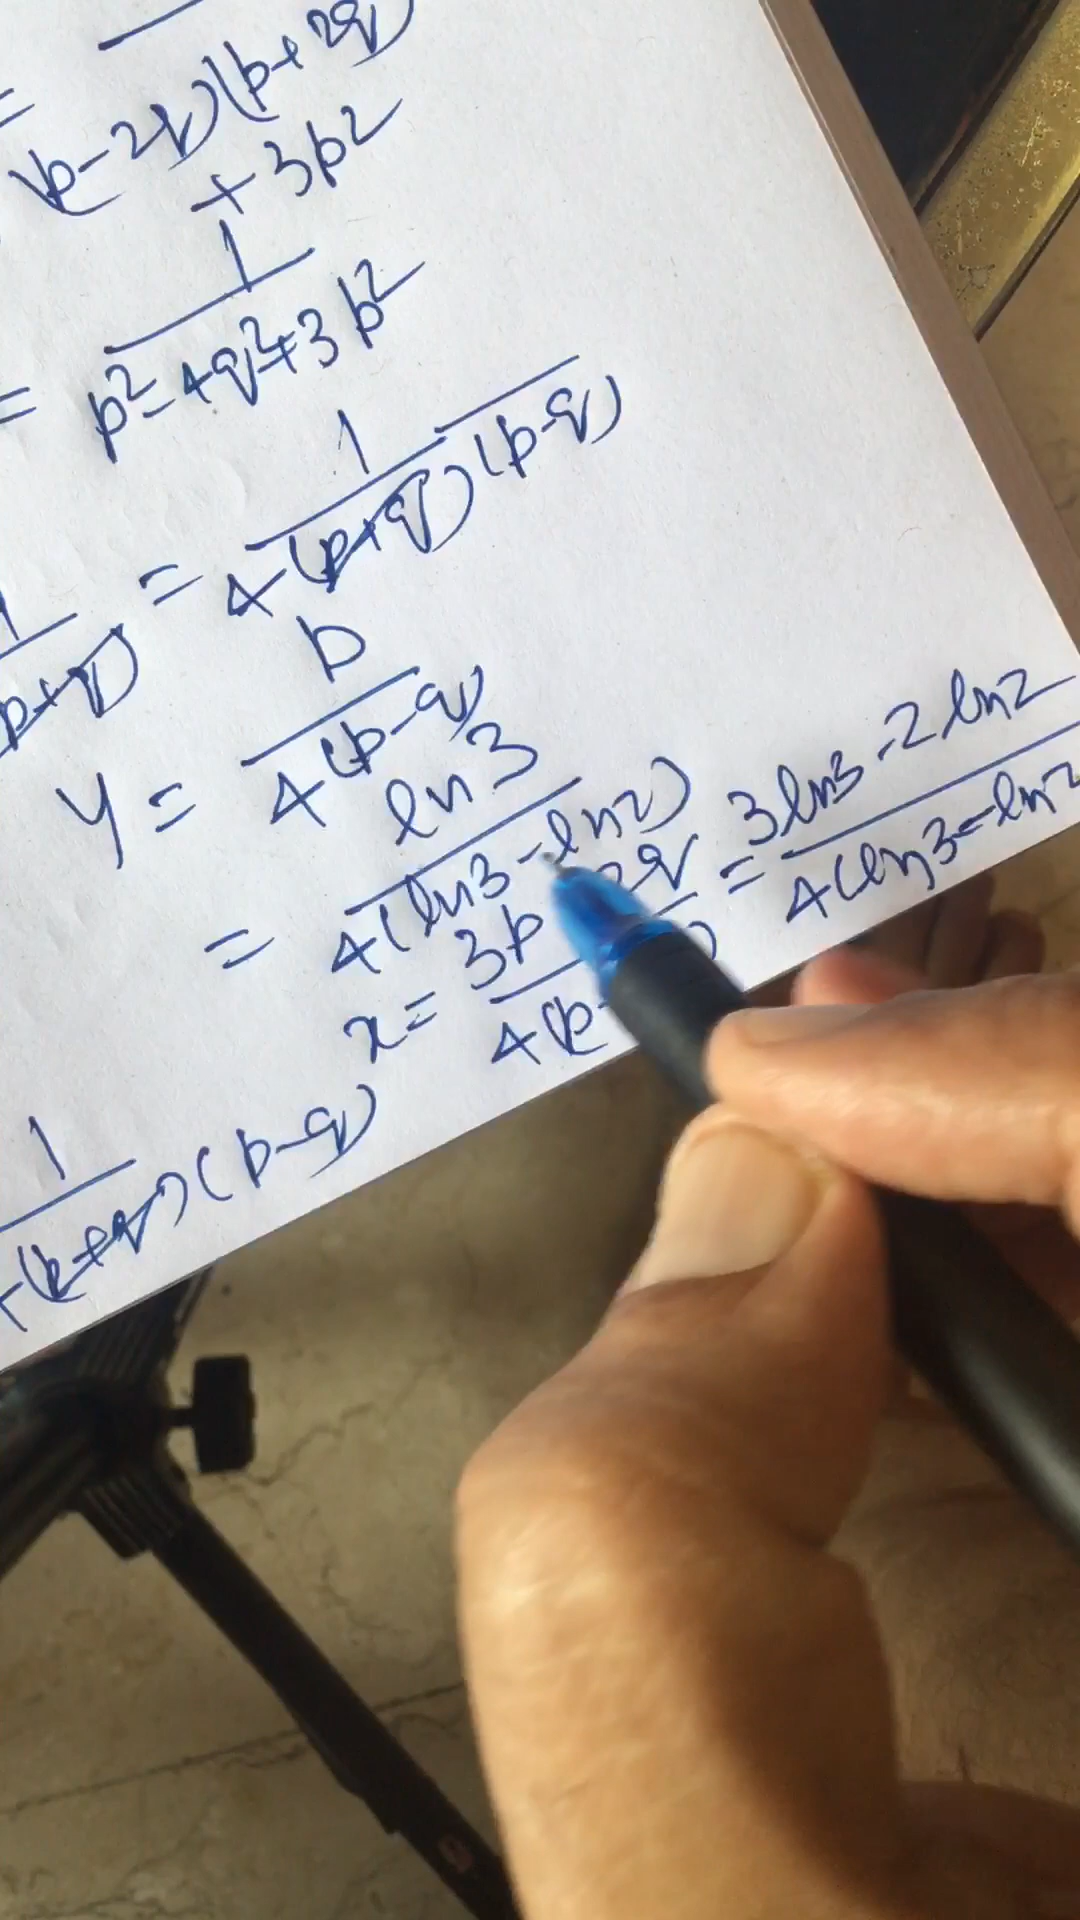 =
(p-2q)(p+2q)
+ 3p²
= 1 / p²-4q²+3p²
1 / p+q) = 1 / 4(p+q)(p-q)
y = p / 4(p-q)
= ln3 / 4(ln3-ln2)
x = 3p 2q / 4(p- ) = 3ln3-2ln2 / 4(ln3-ln2
1 / (p+q)(p-q)